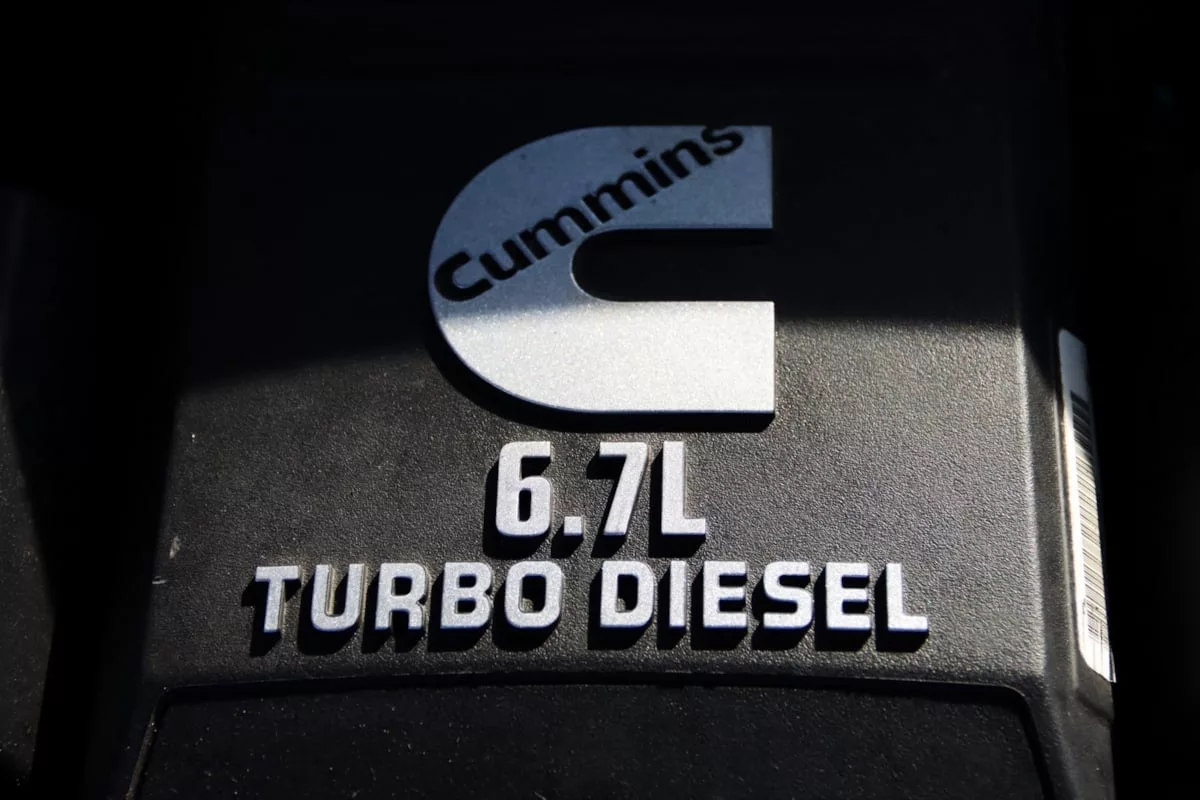 Cummins
6.7L
TURBO DIESEL